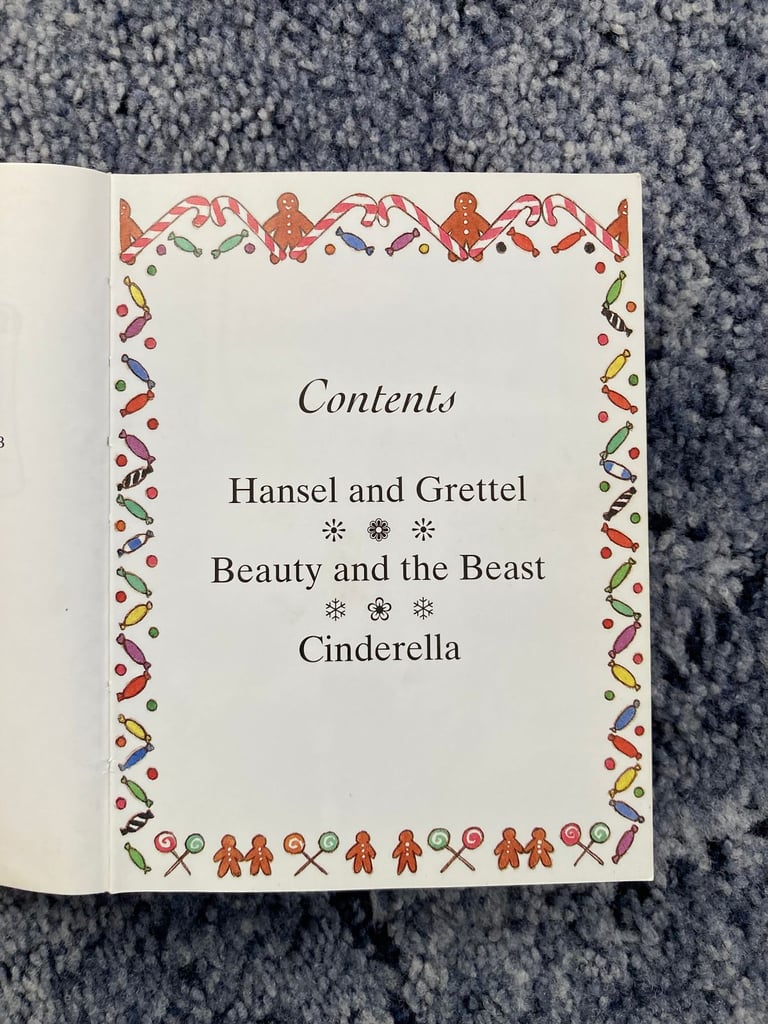 Contents
Hansel and Grettel
Beauty and the Beast
Cinderella